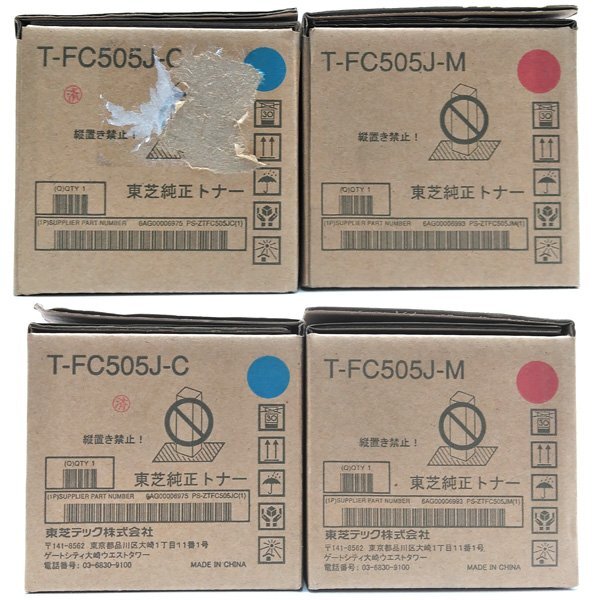 T-FC505J-C
済
縦置き禁止!
30
(Q)QTY 1
東芝純正トナー
(1P)SUPPLIER PART NUMBER 6AG00006975 PS-ZTFC505JC(1)
T-FC505J-M
30
縦置き禁止!
(Q)QTY 1
東芝純正トナー
(1P)SUPPLIER PART NUMBER 6AG00006993 PS-ZTFC505JM(1)
T-FC505J-C
済
30
縦置き禁止!
(Q)QTY 1
東芝純正トナー
(1P)SUPPLIER PART NUMBER 6AG00006975 PS-ZTFC505JC(1)
東芝テック株式会社
〒141-8562 東京都品川区大崎1丁目11番1号
ゲートシティ大崎ウエストタワー
電話番号: 03-6830-9100
MADE IN CHINA
T-FC505J-M
30
縦置き禁止!
(Q)QTY 1
東芝純正トナー
(1P)SUPPLIER PART NUMBER 6AG00006993 PS-ZTFC505JM(1)
東芝テック株式会社
〒141-8562 東京都品川区大崎1丁目11番1号
ゲートシティ大崎ウエストタワー
電話番号: 03-6830-9100
MADE IN CHINA